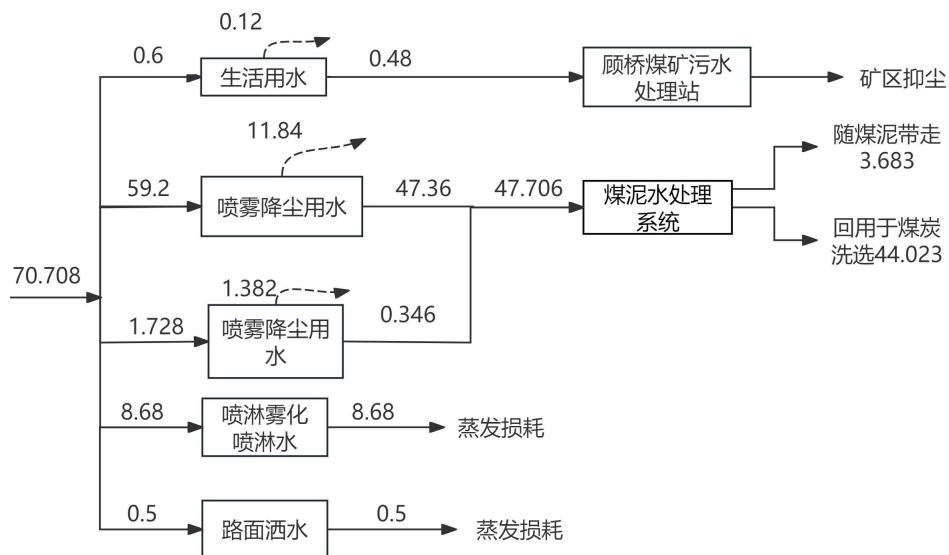 0.12
0.6
生活用水
0.48
顾桥煤矿污水
处理站
矿区抑尘
11.84
59.2
喷雾降尘用水
47.36
47.706
煤泥水处理
系统
随煤泥带走
3.683
回用于煤炭
洗选44.023
70.708
1.382
1.728
喷雾降尘用
水
0.346
8.68
喷淋雾化
喷淋水
8.68
蒸发损耗
0.5
路面洒水
0.5
蒸发损耗